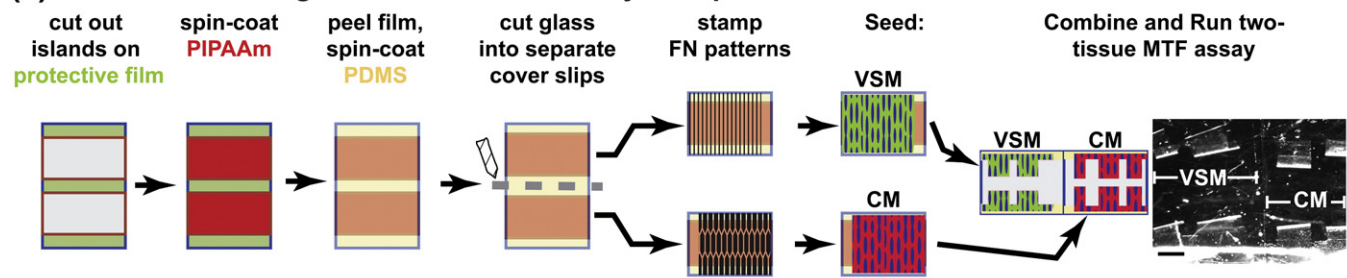 cut out
islands on
protective film
spin-coat
PIPAAm
peel film,
spin-coat
PDMS
cut glass
into separate
cover slips
stamp
FN patterns
Seed:
VSM
CM
Combine and Run two-
tissue MTF assay
VSM
CM
VSM
CM